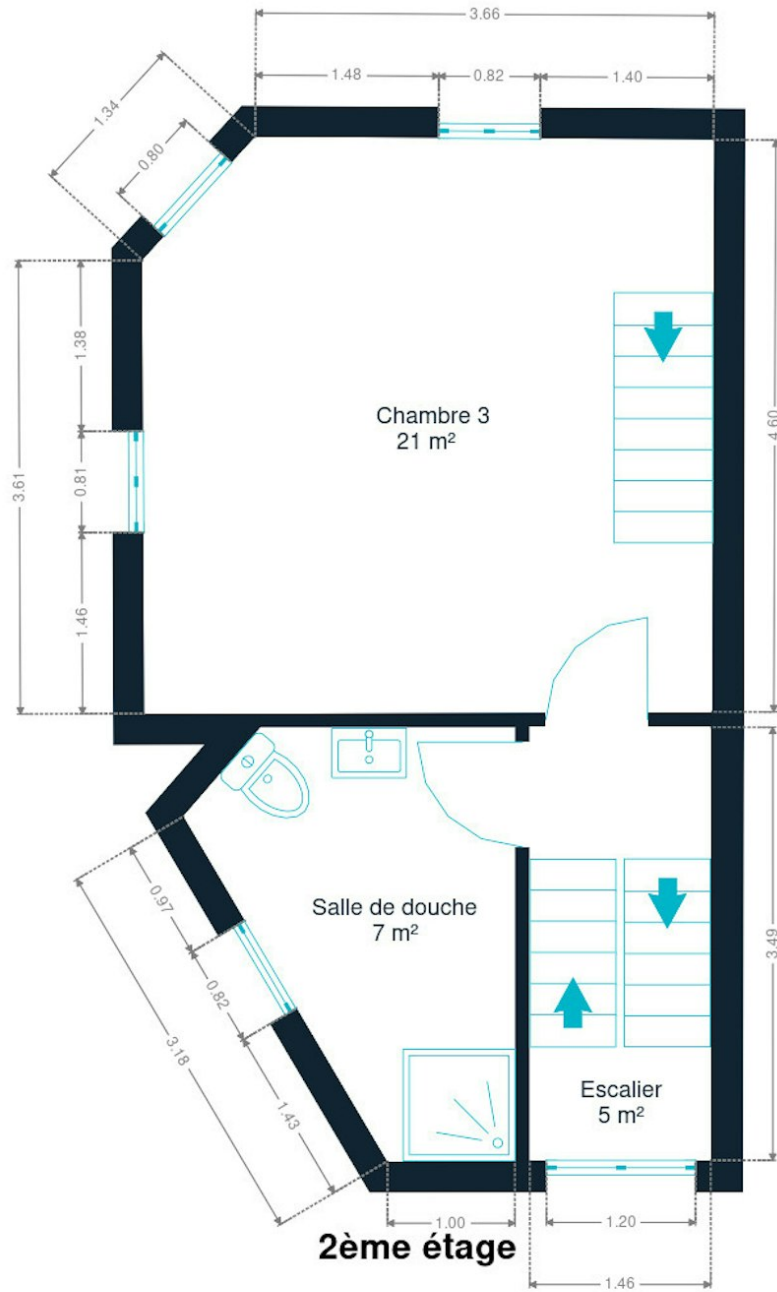 3.66
1.48
0.82
1.40
1.34
0.80
1.38
3.61
0.81
1.46
4.60
Chambre 3
21 m²
3.49
0.97
0.82
3.18
1.43
Salle de douche
7 m²
Escalier
5 m²
1.00
1.20
2ème étage
1.46